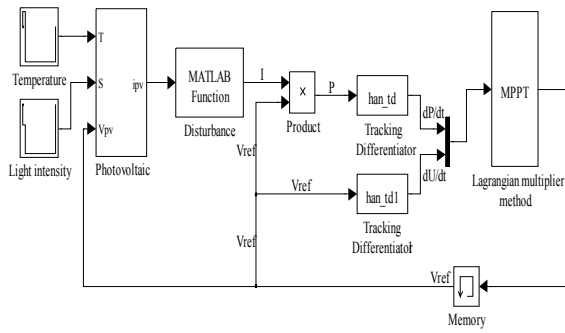 T
S
Vpv
ipv
Temperature
Light intensity
Photovoltaic
MATLAB
Function
Disturbance
I
×
Product
Vref
P
han_td
Tracking
Differentiator
dP/dt
Vref
han_td1
dU/dt
Tracking
Differentiator
MPPT
Lagrangian multiplier
method
Vref
Vref
Memory